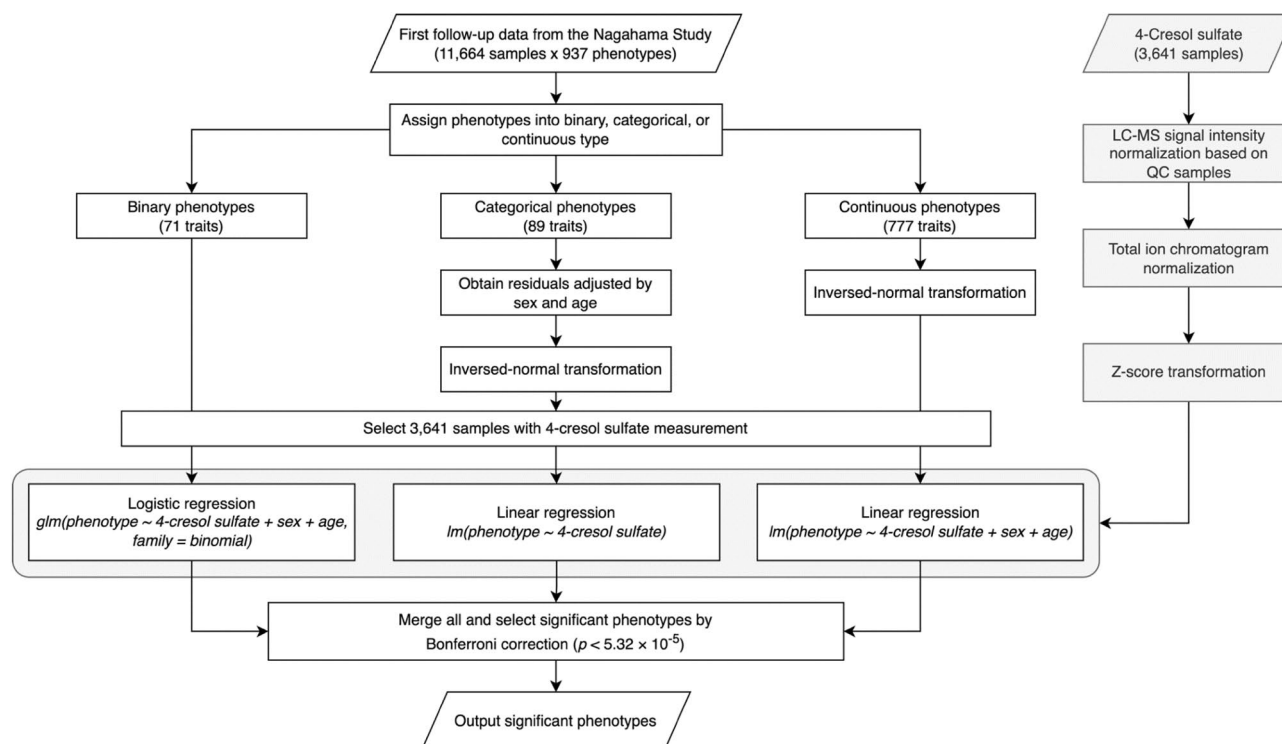 First follow-up data from the Nagahama Study
(11,664 samples x 937 phenotypes)
4-Cresol sulfate
(3,641 samples)
Assign phenotypes into binary, categorical, or
continuous type
LC-MS signal intensity
normalization based on
QC samples
Binary phenotypes
(71 traits)
Categorical phenotypes
(89 traits)
Continuous phenotypes
(777 traits)
Total ion chromatogram
normalization
Obtain residuals adjusted by
sex and age
Inversed-normal transformation
Inversed-normal transformation
Z-score transformation
Select 3,641 samples with 4-cresol sulfate measurement
Logistic regression
glm(phenotype ~ 4-cresol sulfate + sex + age,
family = binomial)
Linear regression
lm(phenotype ~ 4-cresol sulfate)
Linear regression
lm(phenotype ~ 4-cresol sulfate + sex + age)
Merge all and select significant phenotypes by
Bonferroni correction (p < 5.32 × 10⁻⁵)
Output significant phenotypes